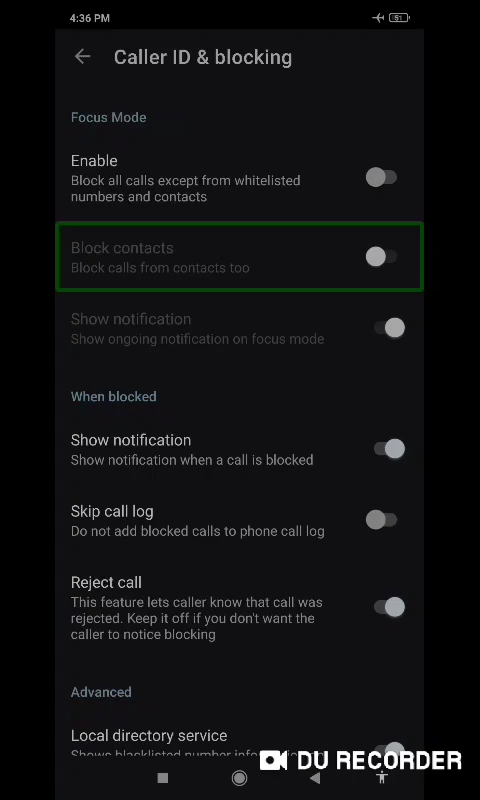 4:36 PM
51
Caller ID & blocking
Focus Mode
Enable
Block all calls except from whitelisted
numbers and contacts
Block contacts
Block calls from contacts too
Show notification
Show ongoing notification on focus mode
When blocked
Show notification
Show notification when a call is blocked
Skip call log
Do not add blocked calls to phone call log
Reject call
This feature lets caller know that call was
rejected. Keep it off if you don't want the
caller to notice blocking
Advanced
Local directory service
Shows blacklisted number
DU RECORDER